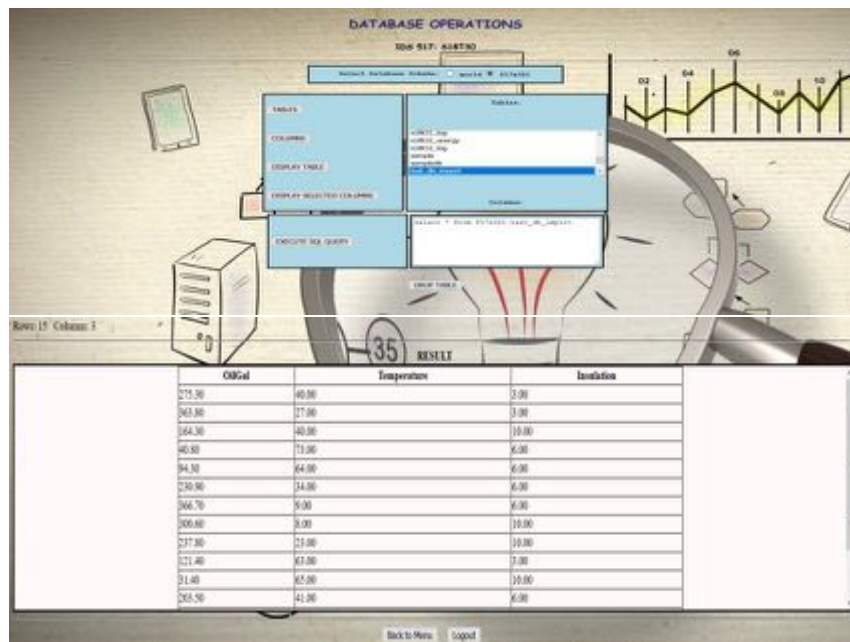 DATABASE OPERATIONS
Select Database Schema:
02
04
06
08
10
TABLES
Tables:
COLUMNS
DISPLAY TABLE
DISPLAY SELECTED COLUMNS
Columns:
EXECUTE SQL QUERY
DROP TABLE
Rows: 15 Columns: 3
35
RESULT
OilGal Temperature Insulation
275.30 40.00 3.00
363.80 27.00 3.00
164.30 40.00 10.00
40.80 73.00 6.00
94.30 64.00 6.00
230.90 34.00 6.00
366.70 9.00 6.00
300.60 8.00 10.00
237.80 23.00 10.00
121.40 63.00 3.00
31.40 65.00 10.00
203.50 41.00 6.00
Back to Menu Logout